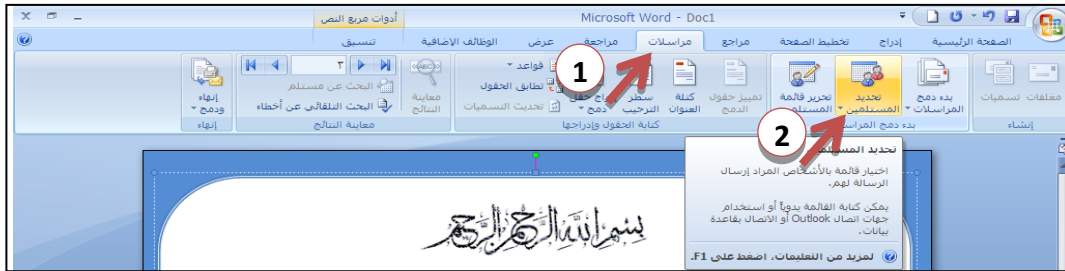 Microsoft Word - Doc1
أدوات مربع النص
الصفحة الرئيسية
إدراج
تخطيط الصفحة
مراجع
مراسلات
مراجعة
عرض
الوظائف الإضافية
تنسيق
1
مغلفات
تسميات
بدء دمج المراسلات
تحديد المستلمين
تحرير قائمة المستلمين
تمييز حقول الدمج
كتلة العنوان
سطر الترحيب
إدراج حقل دمج
قواعد
تطابق الحقول
تحديث التسميات
معاينة النتائج
٣
البحث عن مستلم
البحث التلقائي عن أخطاء
إنهاء ودمج
إنشاء
بدء دمج
كتابة الحقول وإدراجها
معاينة النتائج
إنهاء
2
تحديد
اختيار قائمة بالأشخاص المراد إرسال
الرسالة لهم.
يمكن كتابة القائمة يدوياً أو استخدام
جهات اتصال Outlook أو الاتصال بقاعدة
بيانات.
لمزيد من التعليمات، اضغط على F1.
بسم الله الرحمن الرحيم